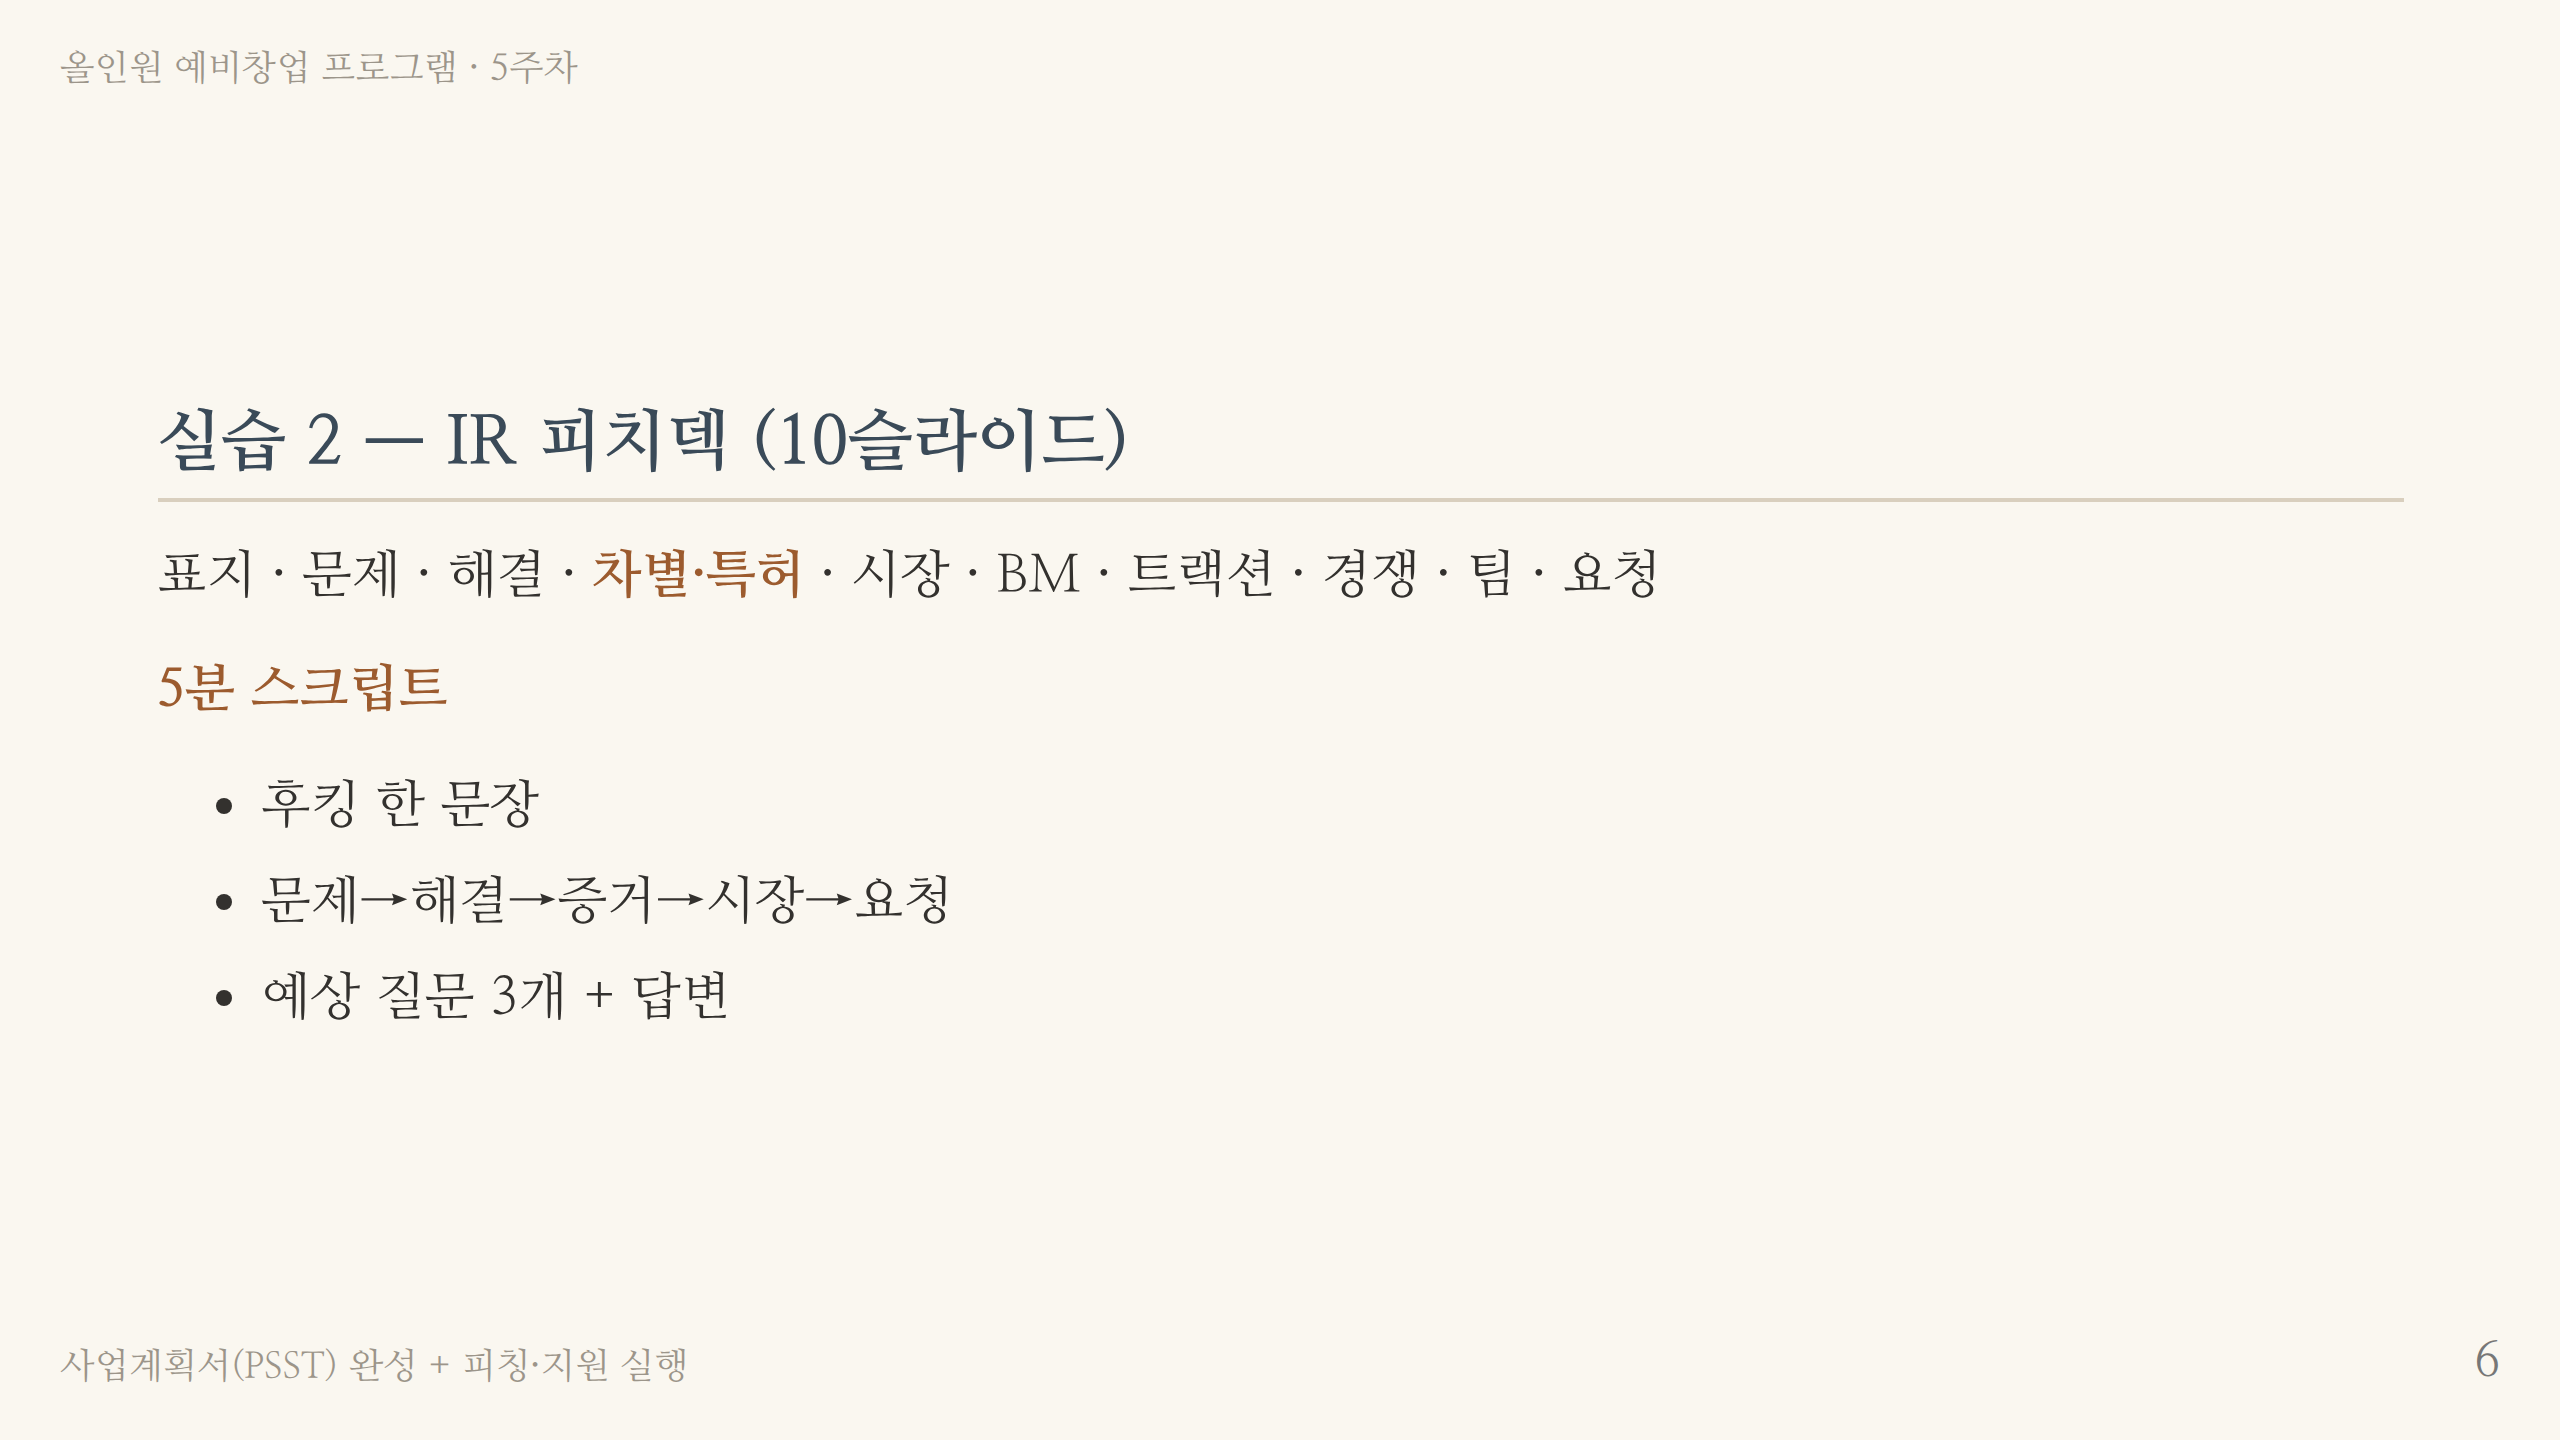 올인원 예비창업 프로그램 · 5주차
실습 2 — IR 피치덱 (10슬라이드)
표지 · 문제 · 해결 · 차별·특허 · 시장 · BM · 트랙션 · 경쟁 · 팀 · 요청
5분 스크립트
• 후킹 한 문장
• 문제→해결→증거→시장→요청
• 예상 질문 3개 + 답변
사업계획서(PSST) 완성 + 피칭·지원 실행
6